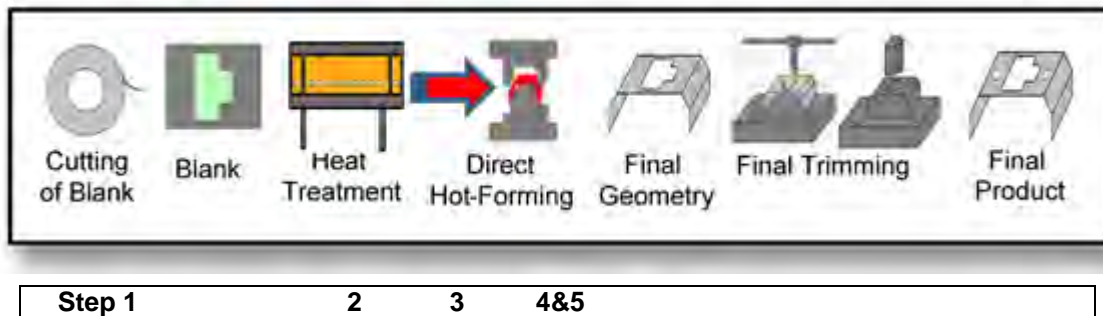 Cutting
of Blank
Blank
Heat
Treatment
Direct
Hot-Forming
Final
Geometry
Final Trimming
Final
Product
Step 1 2 3 4&5